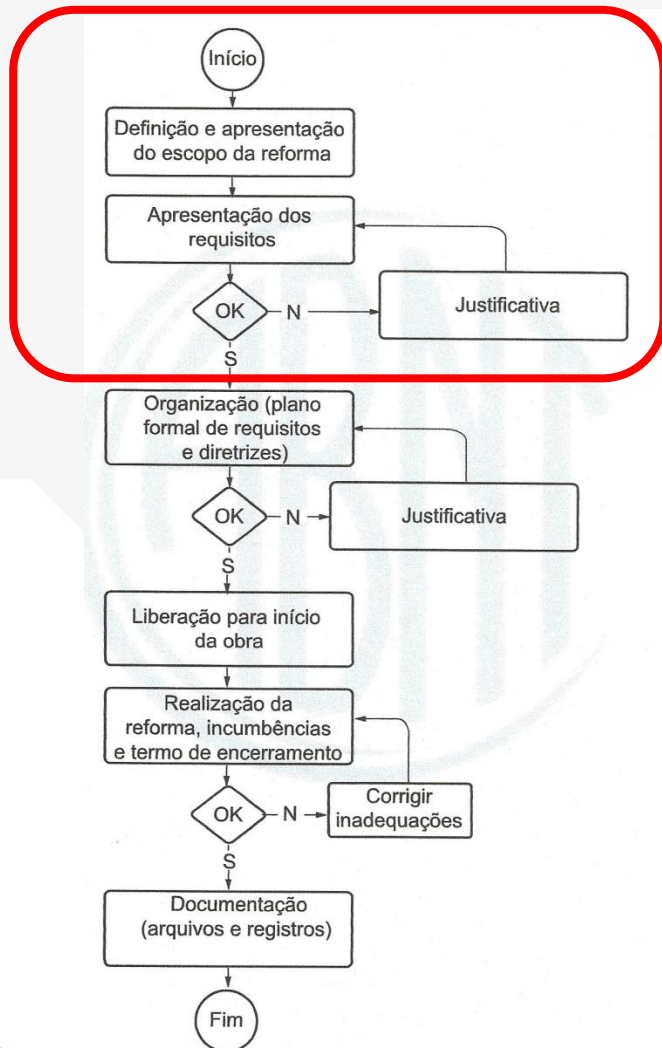 Início
Definição e apresentação
do escopo da reforma
Apresentação dos
requisitos
OK
N
Justificativa
S
Organização (plano
formal de requisitos
e diretrizes)
OK
N
Justificativa
S
Liberação para início
da obra
Realização da
reforma, incumbências
e termo de encerramento
OK
N
Corrigir
inadequações
S
Documentação
(arquivos e registros)
Fim
ABNT